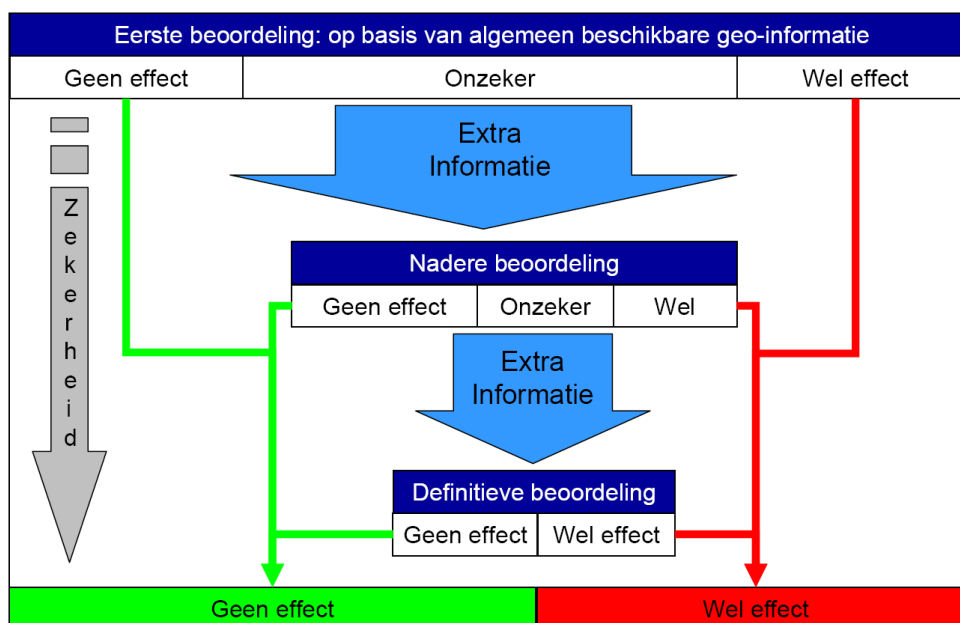 Eerste beoordeling: op basis van algemeen beschikbare geo-informatie
Geen effect
Onzeker
Wel effect
Extra
Informatie
Zekerheid
Nadere beoordeling
Geen effect
Onzeker
Wel
Extra
Informatie
Definitieve beoordeling
Geen effect
Wel effect
Geen effect
Wel effect